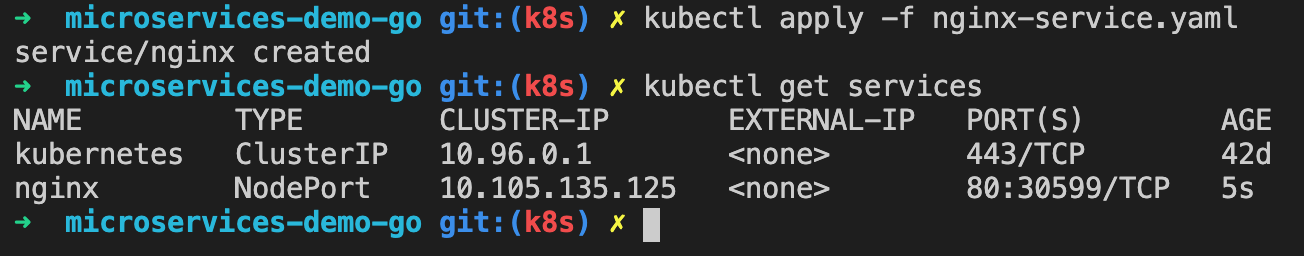 ➜  microservices-demo-go git:(k8s) ✗ kubectl apply -f nginx-service.yaml
service/nginx created
➜  microservices-demo-go git:(k8s) ✗ kubectl get services
NAME         TYPE        CLUSTER-IP       EXTERNAL-IP   PORT(S)        AGE
kubernetes   ClusterIP   10.96.0.1        <none>        443/TCP        42d
nginx        NodePort    10.105.135.125   <none>        80:30599/TCP   5s
➜  microservices-demo-go git:(k8s) ✗